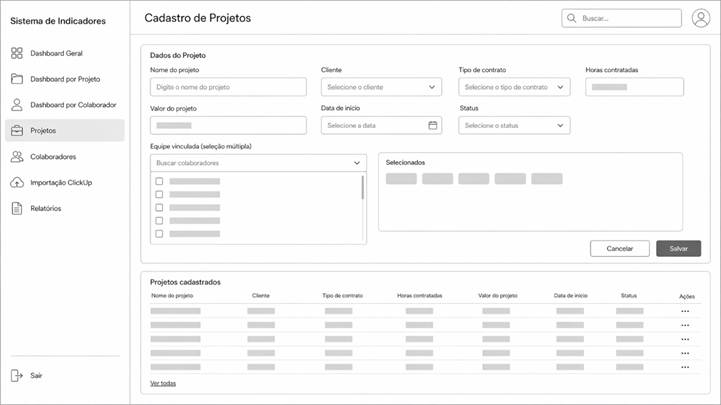 Sistema de Indicadores
Dashboard Geral
Dashboard por Projeto
Dashboard por Colaborador
Projetos
Colaboradores
Importação ClickUp
Relatórios
Sair
Cadastro de Projetos
Buscar...
Dados do Projeto
Nome do projeto Cliente Tipo de contrato Horas contratadas
Digite o nome do projeto Selecione o cliente Selecione o tipo de contrato
Valor do projeto Data de início Status
Selecione a data Selecione o status
Equipe vinculada (seleção múltipla)
Buscar colaboradores
Selecionados
Cancelar Salvar
Projetos cadastrados
Nome do projeto Cliente Tipo de contrato Horas contratadas Valor do projeto Data de início Status Ações
Ver todas